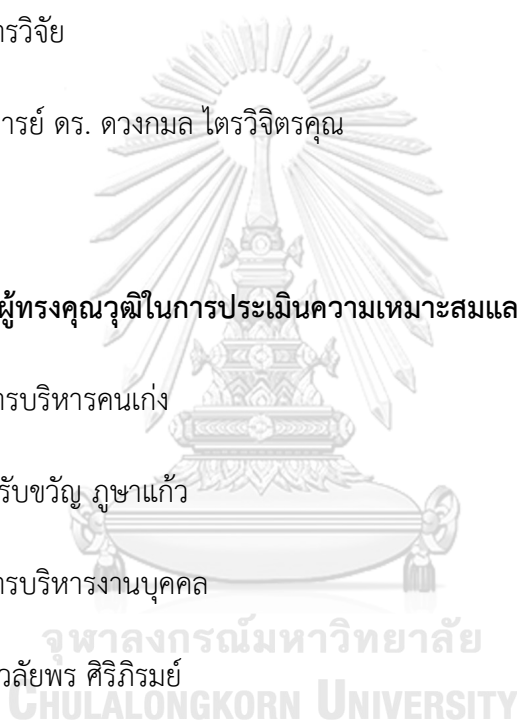 ารวิจัย
ารย์ ดร. ดวงกมล ไตรวิจิตรคุณ
ผู้ทรงคุณวุฒิในการประเมินความเหมาะสมแล
ารบริหารคนเก่ง
รับขวัญ ภูษาแก้ว
ารบริหารงานบุคคล
จุฬาลงกรณ์มหาวิทยาลัย
วลัยพร ศิริภิรมย์
CHULALONGKORN UNIVERSITY